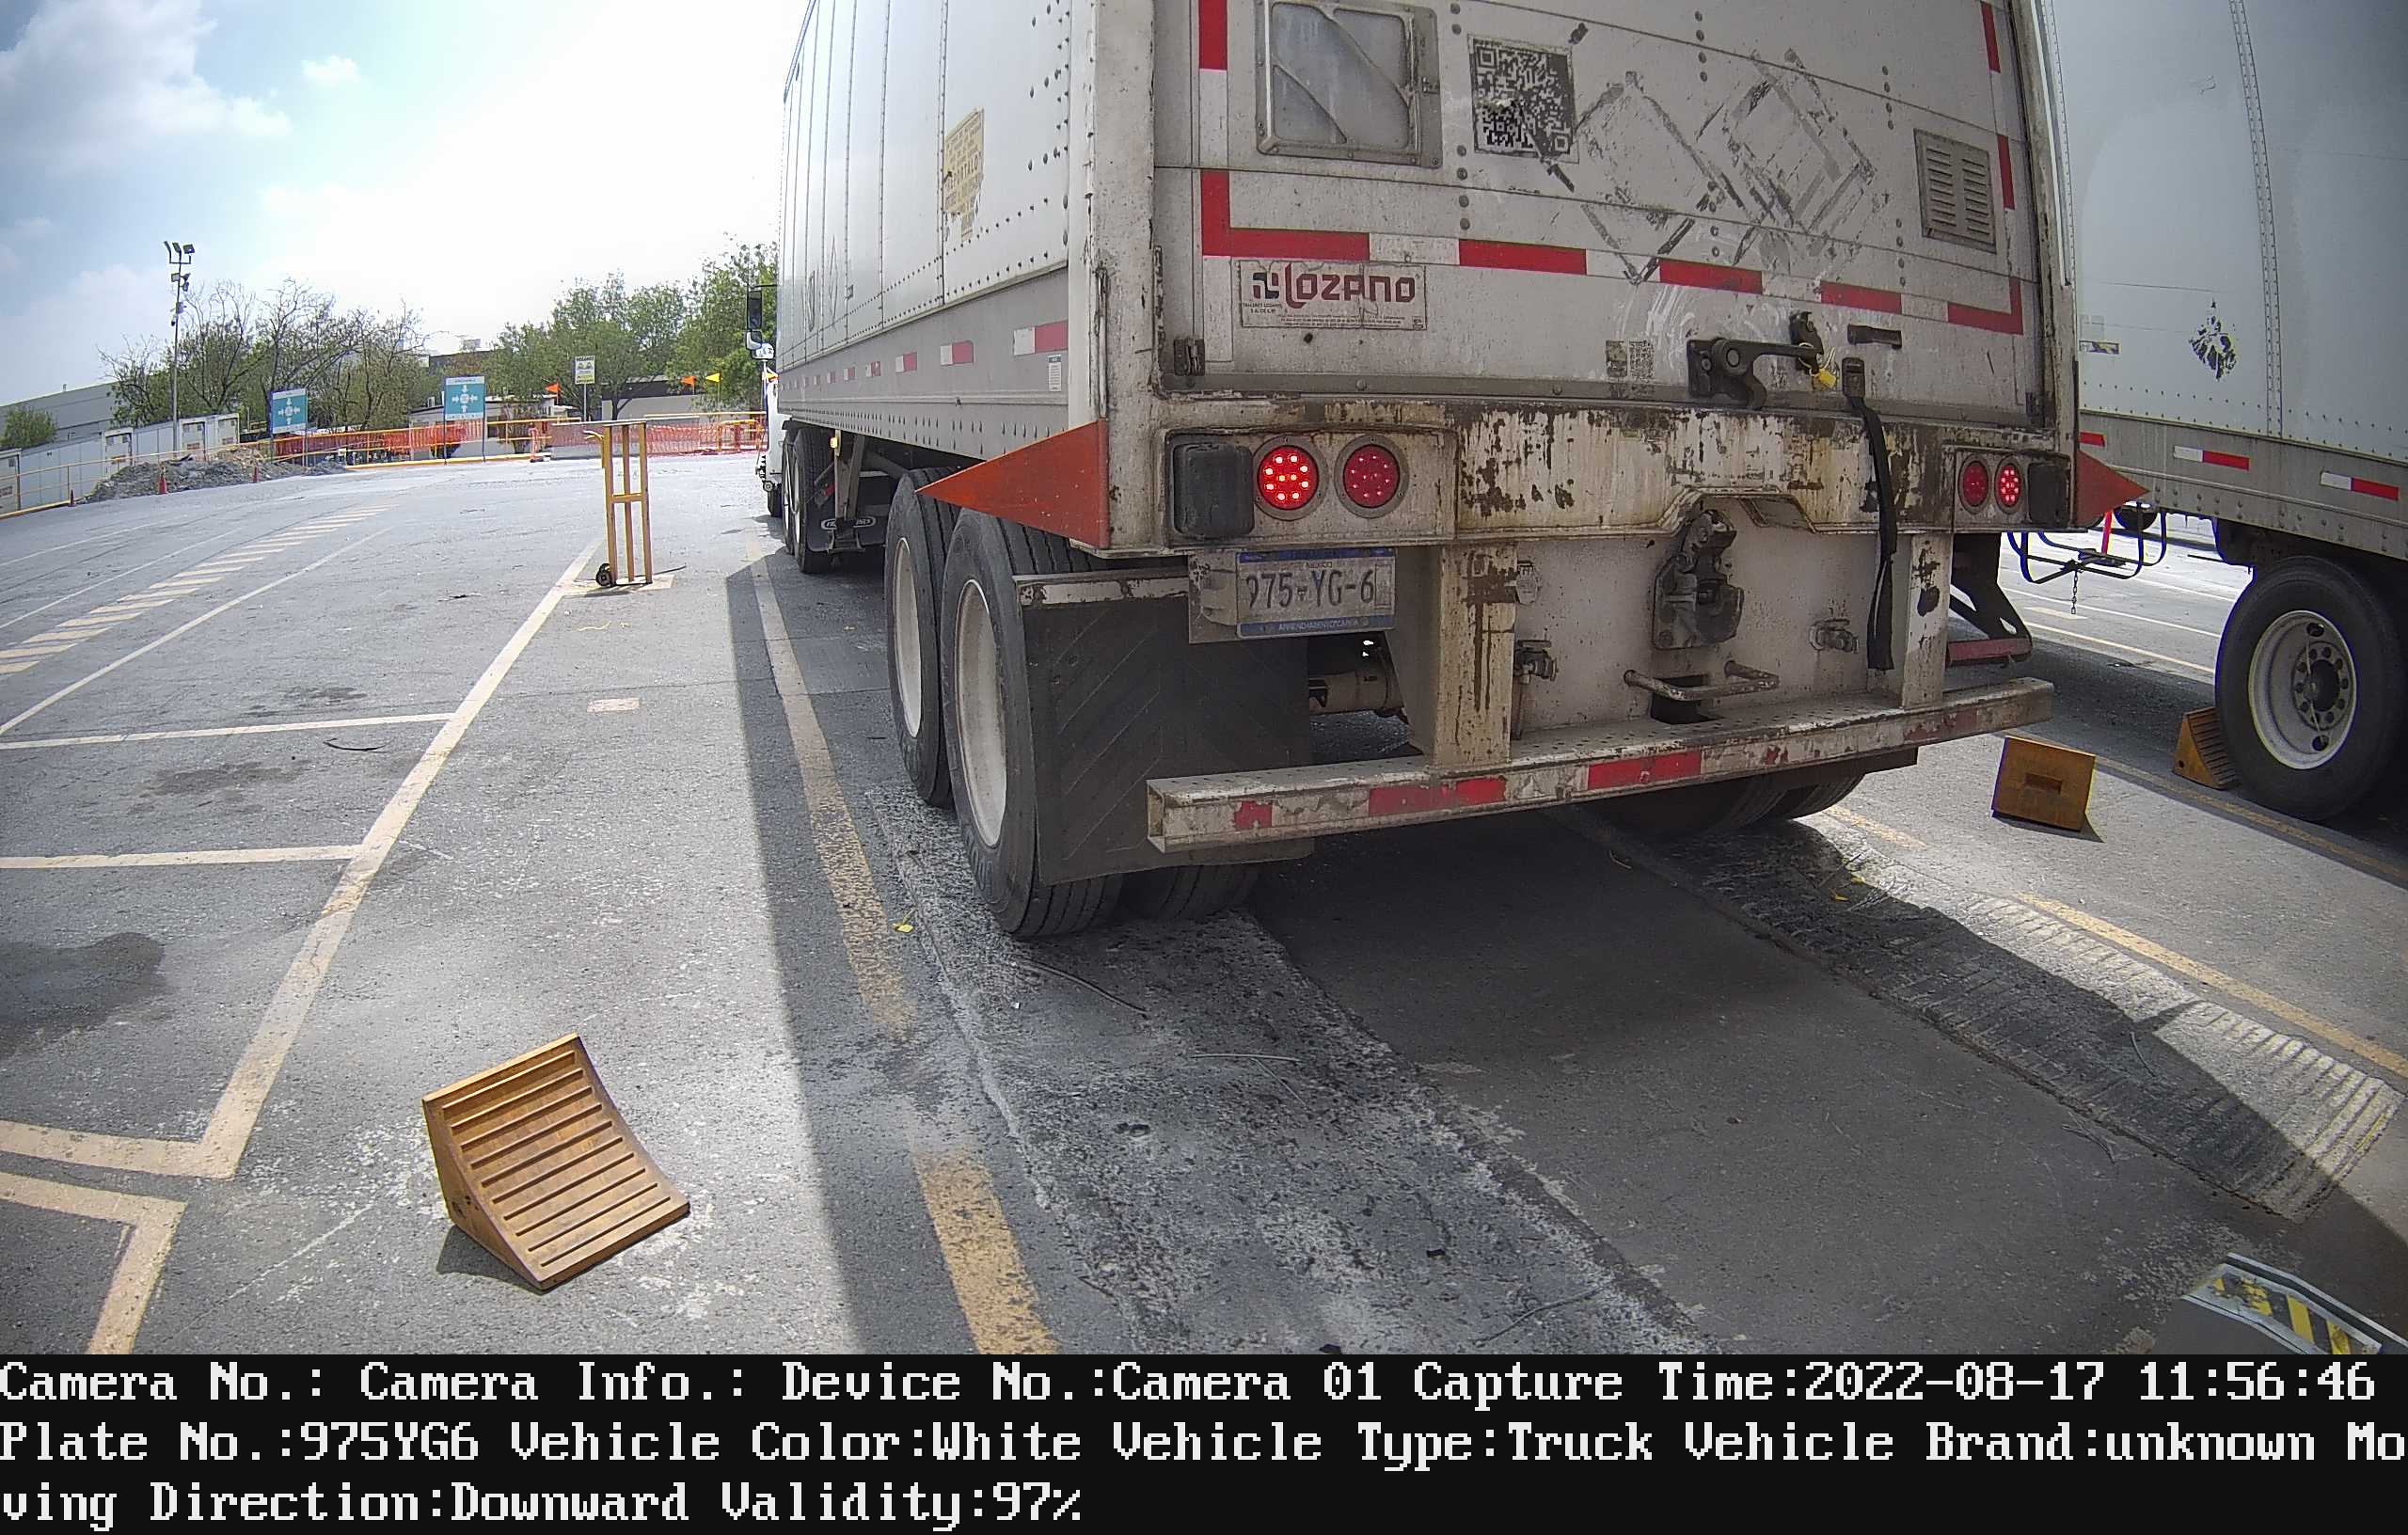 Lozano
MEXICO
975-YG-6
Camera No.: Camera Info.: Device No.:Camera 01 Capture Time:2022-08-17 11:56:46
Plate No.:975YG6 Vehicle Color:White Vehicle Type:Truck Vehicle Brand:unknown Mo
ving Direction:Downward Validity:97%